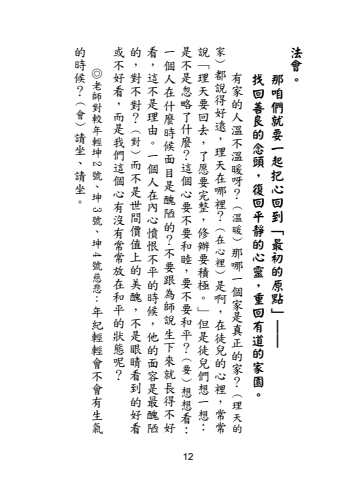 法會。
那咱們就要一起把心回到「最初的原點」——
找回善良的念頭，復回平靜的心靈，重回有道的家園。
有家的人溫不溫暖呀？（溫暖）那哪一個家是真正的家？（理天的
家）都說得好遠，理天在哪裡？（在心裡）是啊，在徒兒的心裡，常常
說「理天要回去，了愿要完整，修辦要積極。」但是徒兒們想一想：
是不是忽略了什麼？這個心要不要和睦，要不要和平？（要）想想看：
一個人在什麼時候面目是醜陋的？不要跟為師說生下來就長得不好
看，這不是理由。一個人在內心憤恨不平的時候，他的面容是最醜陋
的，對不對？（對）而不是世間價值上的美醜，不是眼睛看到的好看
或不好看，而是我們這個心有沒有常常放在和平的狀態呢？
◎老師對較年輕坤2號、坤3號、坤4號慈悲：年紀輕輕會不會有生氣
的時候？（會）請坐、請坐。
12